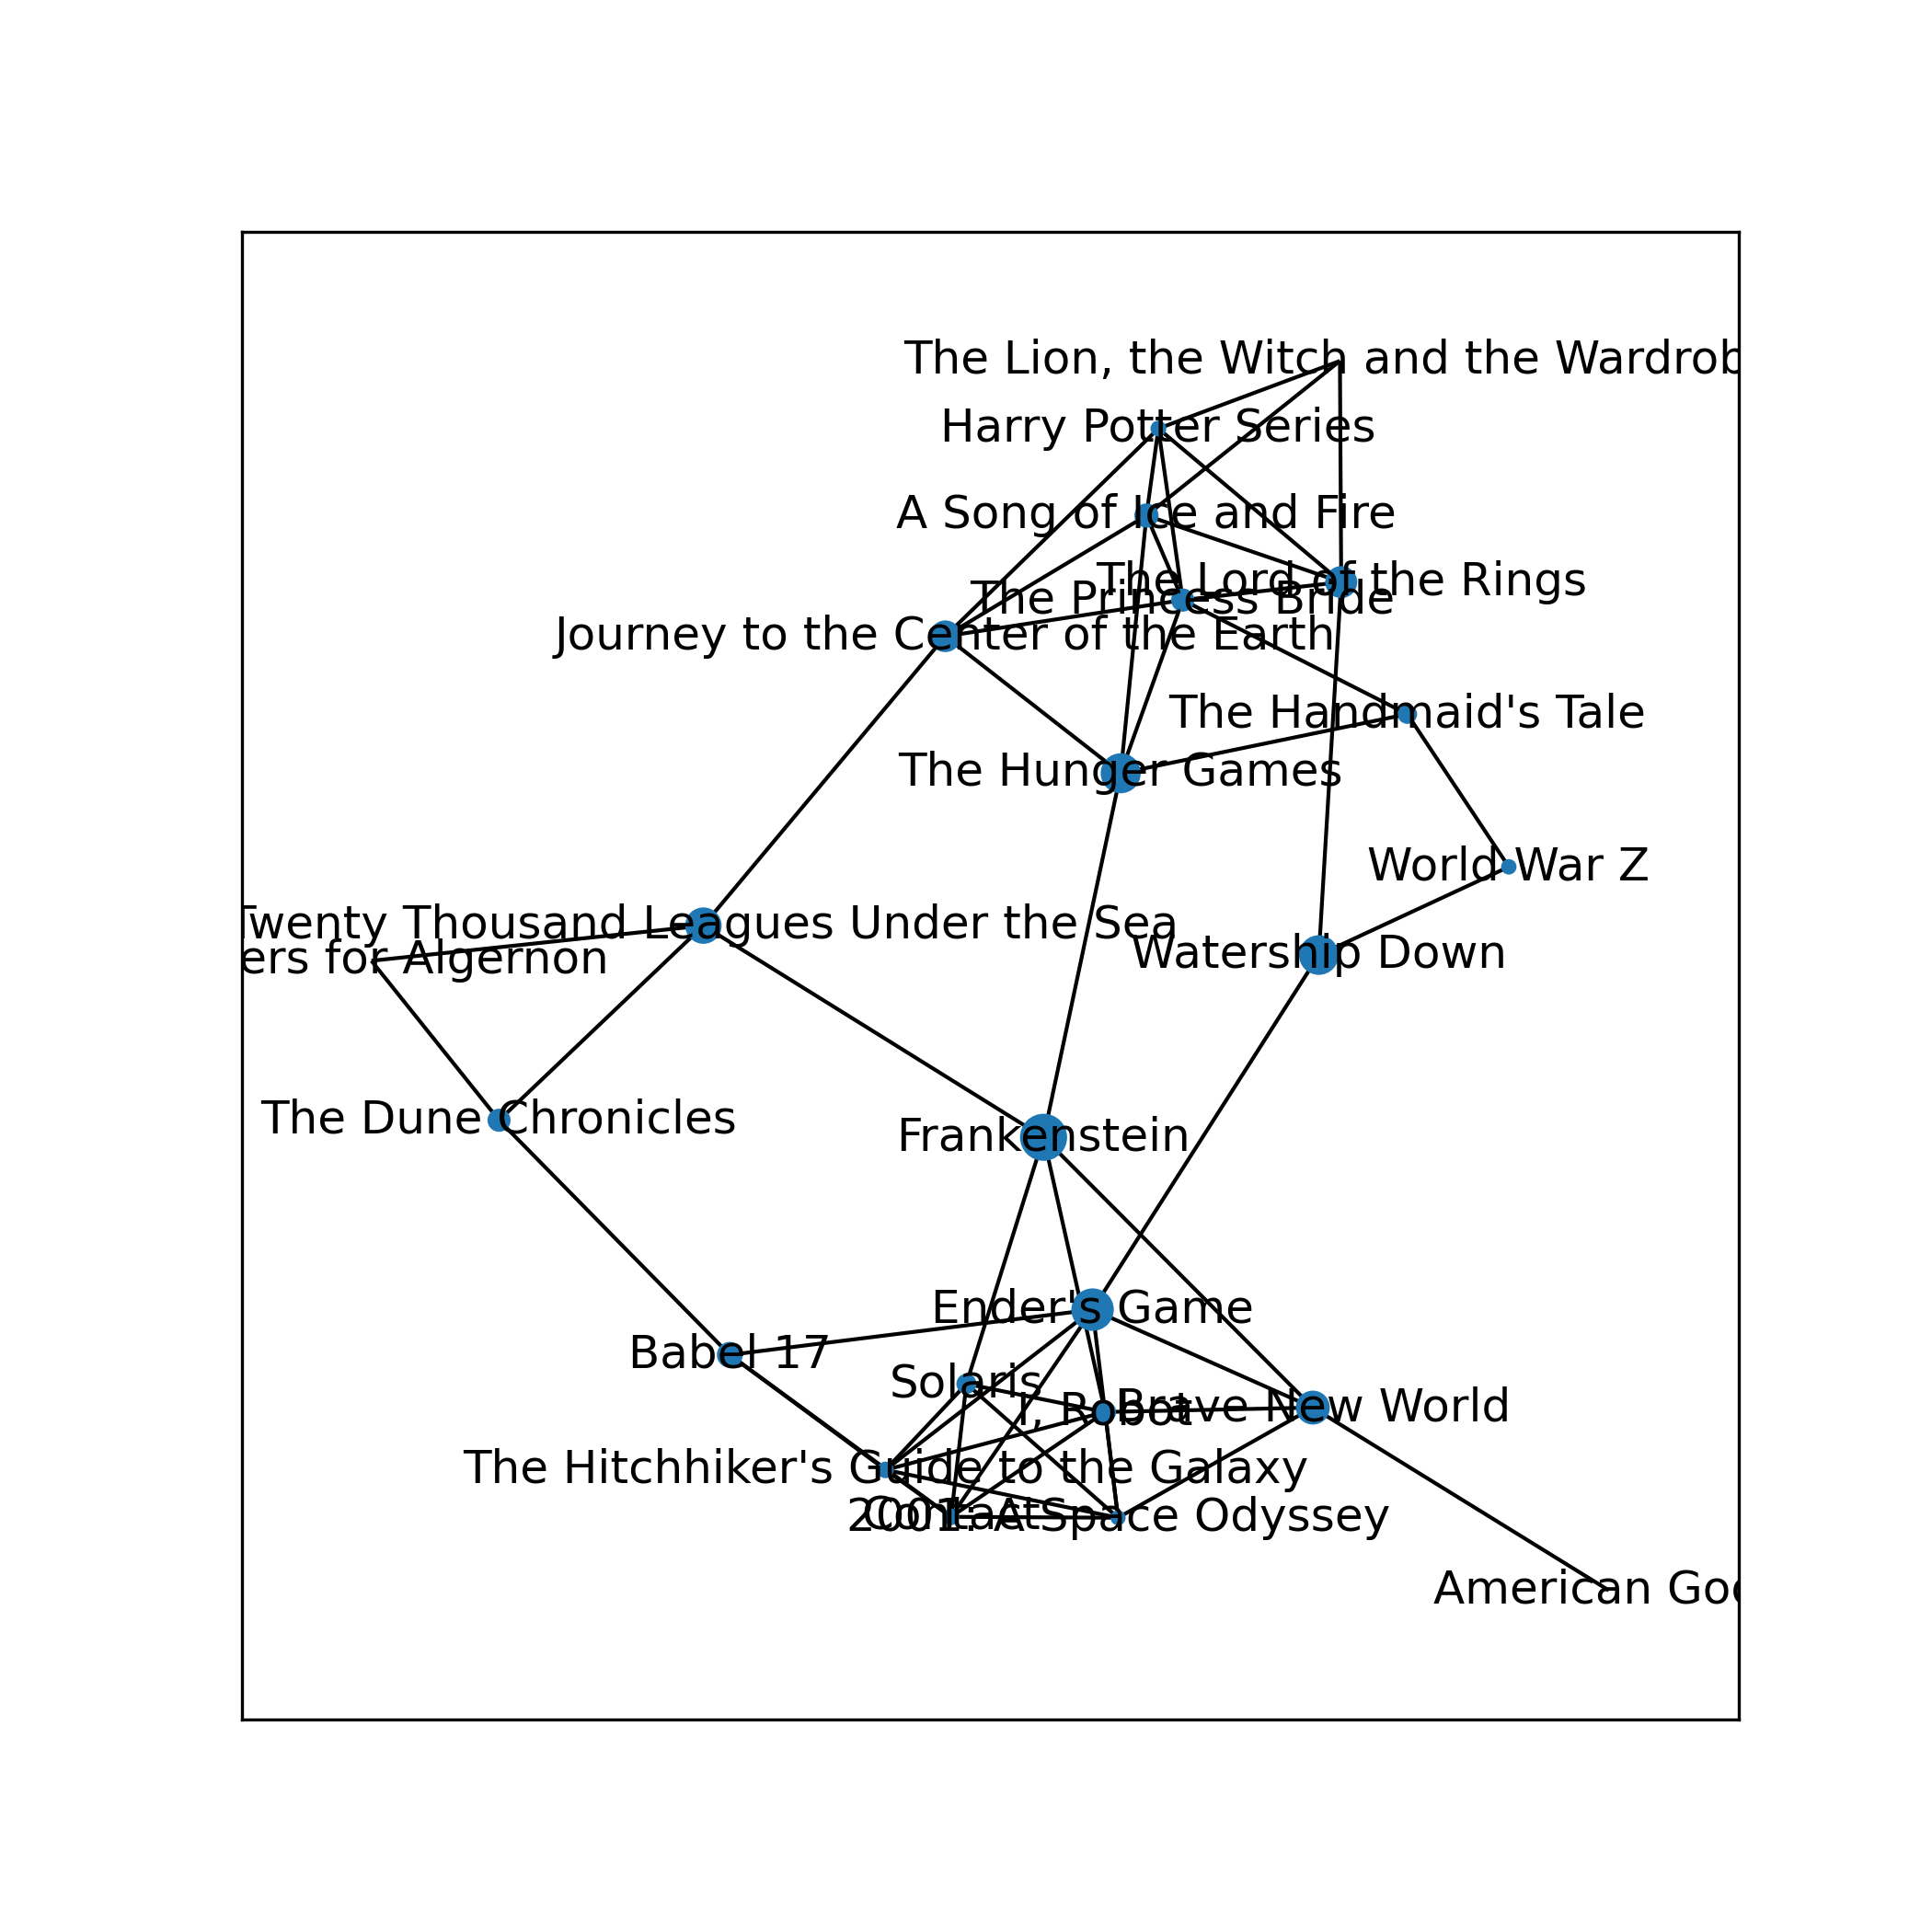 The Lion, the Witch and the Wardrob
Harry Potter Series
A Song of Ice and Fire
The Lord of the Rings
The Princess Bride
Journey to the Center of the Earth
The Handmaid's Tale
The Hunger Games
World War Z
Twenty Thousand Leagues Under the Sea
Watership Down
ers for Algernon
The Dune Chronicles
Frankenstein
Ender's Game
Babel 17
Solaris
I, Robot
Brave New World
The Hitchhiker's Guide to the Galaxy
Contact
2001: A Space Odyssey
American Go